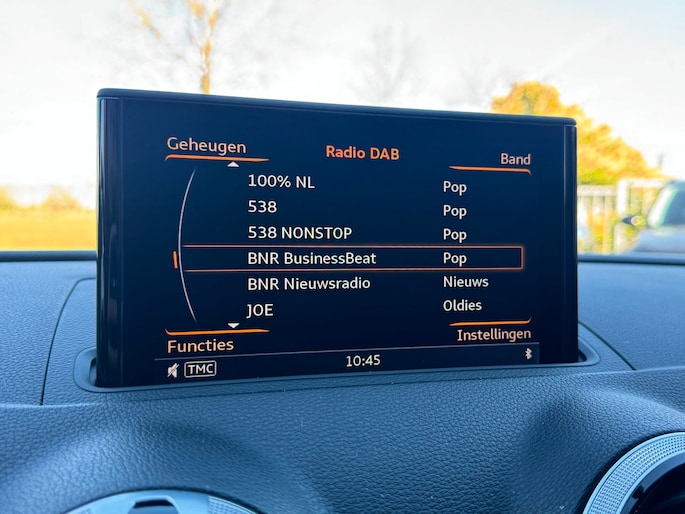 Geheugen Radio DAB Band
100% NL Pop
538 Pop
538 NONSTOP Pop
BNR BusinessBeat Pop
BNR Nieuwsradio Nieuws
JOE Oldies
Functies Instellingen
TMC 10:45